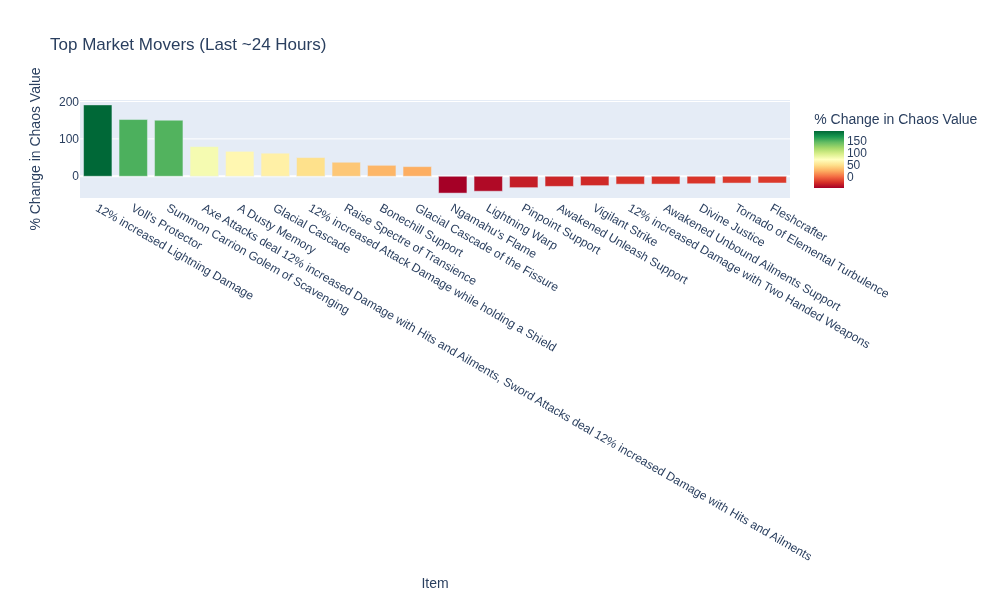 Top Market Movers (Last ~24 Hours)
% Change in Chaos Value
200
100
0
12% increased Lightning Damage
Voll's Protector
Summon Carrion Golem of Scavenging
Axe Attacks deal 12% increased Damage with Hits and Ailments, Sword Attacks deal 12% increased Damage with Hits and Ailments
A Dusty Memory
Glacial Cascade
12% increased Attack Damage while holding a Shield
Raise Spectre of Transience
Bonechill Support
Glacial Cascade of the Fissure
Ngamahu's Flame
Lightning Warp
Pinpoint Support
Awakened Unleash Support
Vigilant Strike
12% increased Damage with Two Handed Weapons
Awakened Unbound Ailments Support
Divine Justice
Tornado of Elemental Turbulence
Fleshcrafter
Item
% Change in Chaos Value
150
100
50
0